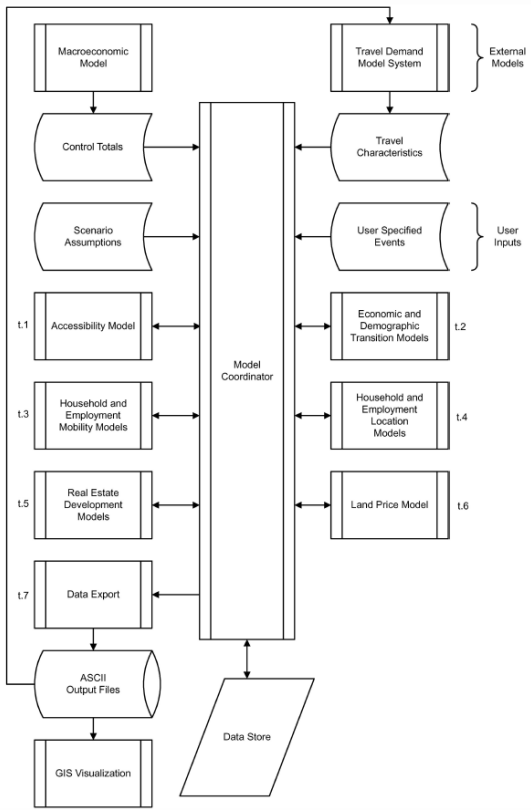 Macroeconomic
Model
Travel Demand
Model System
External
Models
Control Totals
Travel
Characteristics
Scenario
Assumptions
User Specified
Events
User
Inputs
t.1
Accessibility Model
Economic and
Demographic
Transition Models
t.2
Model
Coordinator
t.3
Household and
Employment
Mobility Models
Household and
Employment
Location
Models
t.4
t.5
Real Estate
Development
Models
Land Price Model
t.6
t.7
Data Export
ASCII
Output Files
Data Store
GIS Visualization